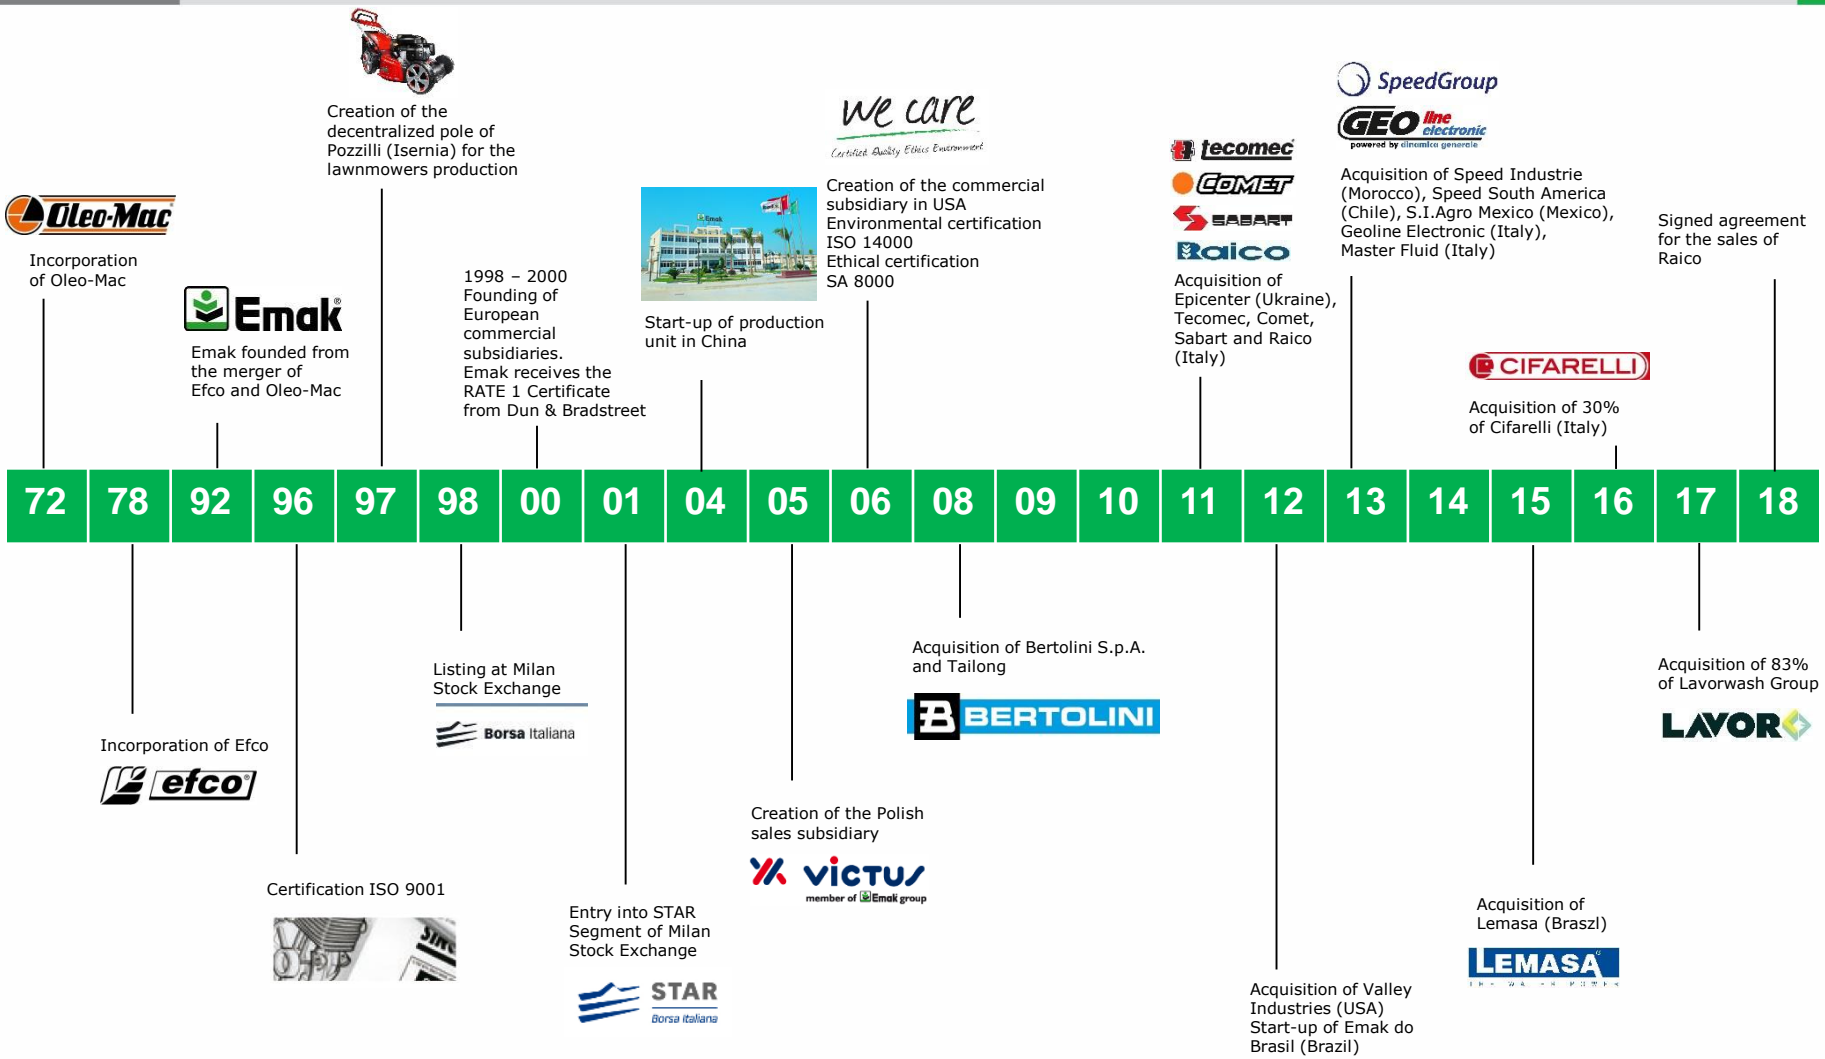 Creation of the
decentralized pole of
Pozzilli (Isernia) for the
lawnmowers production
we care
Certified Quality Ethics Environment
SpeedGroup
GEO line
electronic
powered by dinamica generale
tecomec
COMET
SABART
Raico
Oleo-Mac
Incorporation
of Oleo-Mac
Emak®
Emak founded from
the merger of
Efco and Oleo-Mac
1998 – 2000
Founding of
European
commercial
subsidiaries.
Emak receives the
RATE 1 Certificate
from Dun & Bradstreet
Emak
Start-up of production
unit in China
Creation of the commercial
subsidiary in USA
Environmental certification
ISO 14000
Ethical certification
SA 8000
Acquisition of
Epicenter (Ukraine),
Tecomec, Comet,
Sabart and Raico
(Italy)
Acquisition of Speed Industrie
(Morocco), Speed South America
(Chile), S.I.Agro Mexico (Mexico),
Geoline Electronic (Italy),
Master Fluid (Italy)
CIFARELLI
Acquisition of 30%
of Cifarelli (Italy)
Signed agreement
for the sales of
Raico
72 78 92 96 97 98 00 01 04 05 06 08 09 10 11 12 13 14 15 16 17 18
Incorporation of Efco
efco®
Certification ISO 9001
Listing at Milan
Stock Exchange
Borsa Italiana
Entry into STAR
Segment of Milan
Stock Exchange
STAR
Borsa Italiana
Creation of the Polish
sales subsidiary
VICTUS
member of Emak group
Acquisition of Bertolini S.p.A.
and Tailong
B BERTOLINI
Acquisition of Valley
Industries (USA)
Start-up of Emak do
Brasil (Brazil)
Acquisition of
Lemasa (Braszl)
LEMASA
Acquisition of 83%
of Lavorwash Group
LAVOR